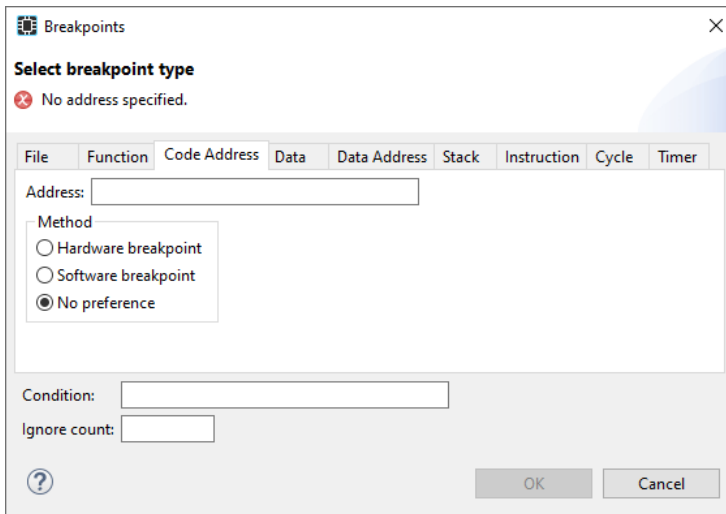 Breakpoints
Select breakpoint type
No address specified.
File Function Code Address Data Data Address Stack Instruction Cycle Timer
Address:
Method
Hardware breakpoint
Software breakpoint
No preference
Condition:
Ignore count:
? OK Cancel